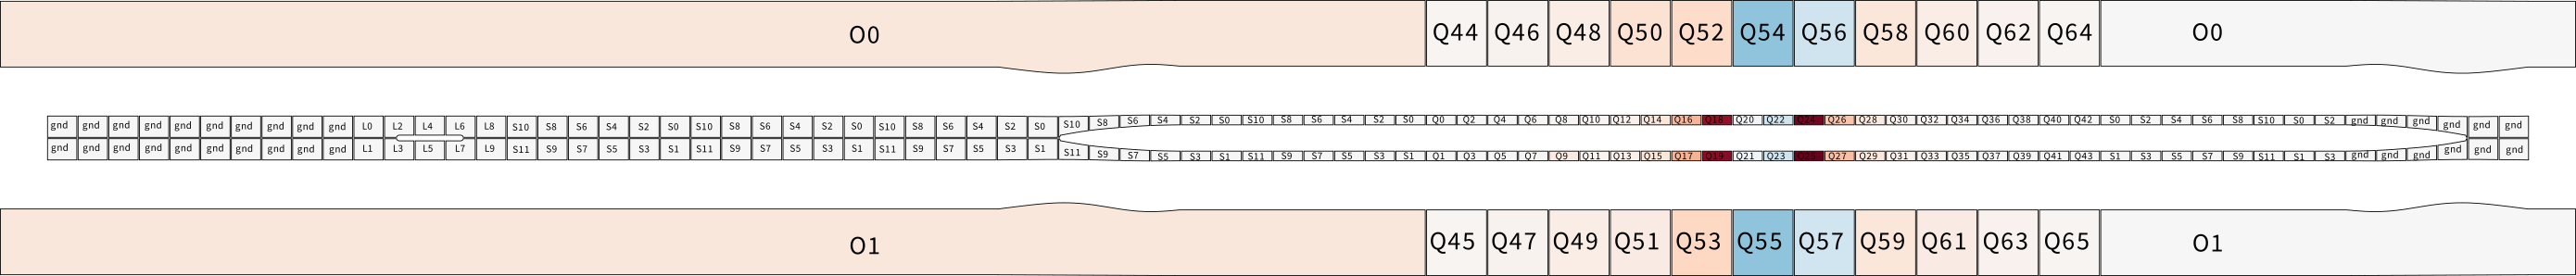 O0 Q44 Q46 Q48 Q50 Q52 Q54 Q56 Q58 Q60 Q62 Q64 O0
gnd gnd gnd gnd gnd gnd gnd gnd gnd gnd L0 L2 L4 L6 L8 S10 S8 S6 S4 S2 S0 S10 S8 S6 S4 S2 S0 S10 S8 S6 S4 S2 S0 S10 S8 S6 S4 S2 S0 S10 S8 S6 S4 S2 S0 Q0 Q2 Q4 Q6 Q8 Q10 Q12 Q14 Q16 Q18 Q20 Q22 Q24 Q26 Q28 Q30 Q32 Q34 Q36 Q38 Q40 Q42 S0 S2 S4 S6 S8 S10 S0 S2 gnd gnd gnd gnd gnd gnd
gnd gnd gnd gnd gnd gnd gnd gnd gnd gnd L1 L3 L5 L7 L9 S11 S9 S7 S5 S3 S1 S11 S9 S7 S5 S3 S1 S11 S9 S7 S5 S3 S1 S11 S9 S7 S5 S3 S1 S11 S9 S7 S5 S3 S1 Q1 Q3 Q5 Q7 Q9 Q11 Q13 Q15 Q17 Q19 Q21 Q23 Q25 Q27 Q29 Q31 Q33 Q35 Q37 Q39 Q41 Q43 S1 S3 S5 S7 S9 S11 S1 S3 gnd gnd gnd gnd gnd gnd
O1 Q45 Q47 Q49 Q51 Q53 Q55 Q57 Q59 Q61 Q63 Q65 O1